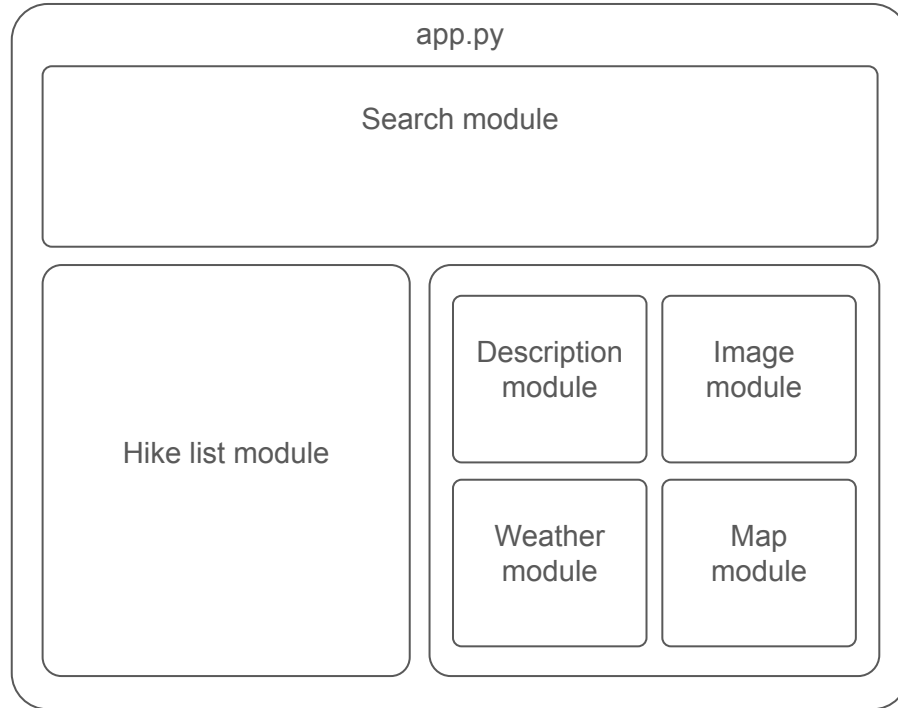 app.py
Search module
Hike list module
Description
module
Image
module
Weather
module
Map
module